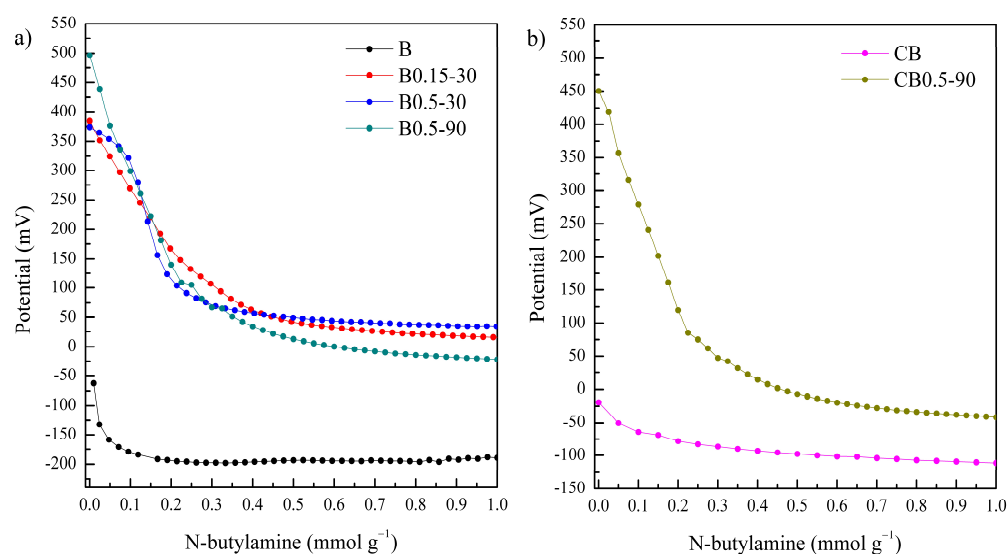 a)
550
500
450
400
350
300
250
200
150
100
50
0
-50
-100
-150
-200
Potential (mV)
B
B0.15-30
B0.5-30
B0.5-90
0.0 0.1 0.2 0.3 0.4 0.5 0.6 0.7 0.8 0.9 1.0
N-butylamine (mmol g⁻¹)
b)
550
500
450
400
350
300
250
200
150
100
50
0
-50
-100
-150
Potential (mV)
CB
CB0.5-90
0.0 0.1 0.2 0.3 0.4 0.5 0.6 0.7 0.8 0.9 1.0
N-butylamine (mmol g⁻¹)